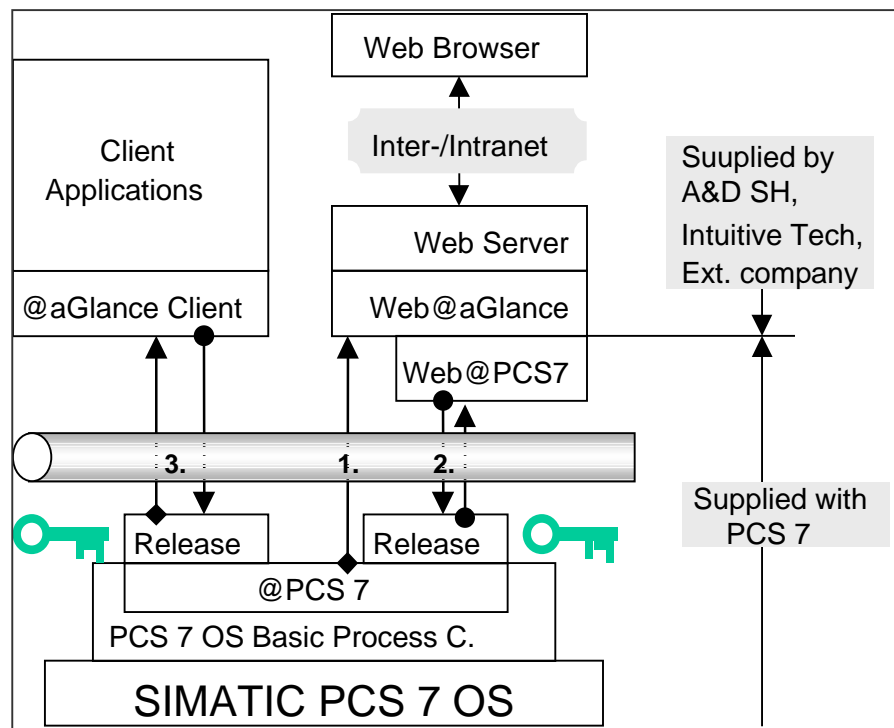 Web Browser
Inter-/Intranet
Client
Applications
Suuplied by
A&D SH,
Intuitive Tech,
Ext. company
Web Server
@aGlance Client
Web@aGlance
Web@PCS7
3.
1.
2.
Supplied with
PCS 7
Release
Release
@PCS 7
PCS 7 OS Basic Process C.
SIMATIC PCS 7 OS